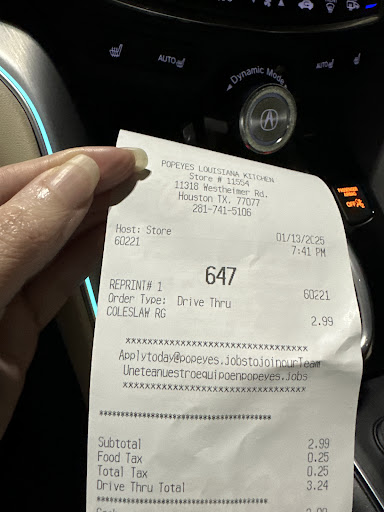 AUTO
Dynamic Mode
AUTO
PASSENGER
AIRBAG
OFF
POPEYES LOUISIANA KITCHEN
Store # 11554
11318 Westheimer Rd.
Houston TX. 77077
281-741-5106
Host: Store 01/13/2025
60221 7:41 PM
647
REPRINT# 1 60221
Order Type: Drive Thru
COLESLAW RG 2.99
xxxxxxxxxxxxxxxxxxxxxxxxxxxxxxxxxx
Applytoday@popeyes.jobstojoinourTeam
Uneteanuestroequipoenpopeyes.jobs
xxxxxxxxxxxxxxxxxxxxxxxxxxxxxxxxxx
**********************************
Subtotal 2.99
Food Tax 0.25
Total Tax 0.25
Drive Thru Total 3.24
**********************************